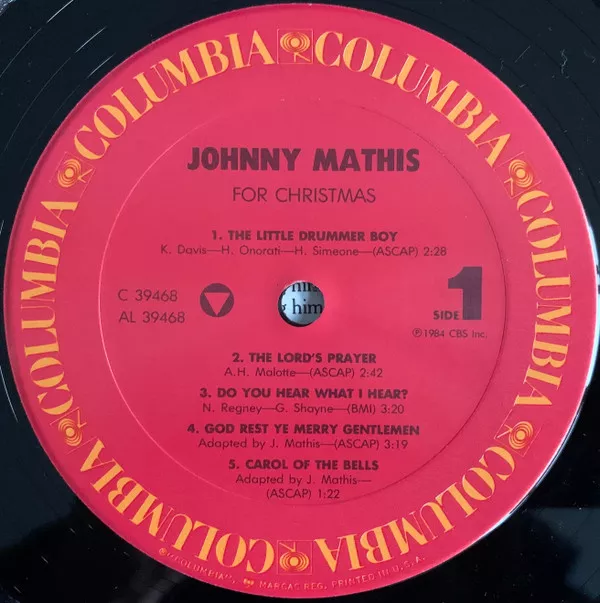 COLUMBIA COLUMBIA COLUMBIA COLUMBIA COLUMBIA COLUMBIA
JOHNNY MATHIS
FOR CHRISTMAS
1. THE LITTLE DRUMMER BOY
K. Davis—H. Onorati—H. Simeone—(ASCAP) 2:28
C 39468
AL 39468
him
SIDE 1
℗1984 CBS Inc.
2. THE LORD'S PRAYER
A.H. Malotte—(ASCAP) 2:42
3. DO YOU HEAR WHAT I HEAR?
N. Regney—G. Shayne—(BMI) 3:20
4. GOD REST YE MERRY GENTLEMEN
Adapted by J. Mathis—(ASCAP) 3:19
5. CAROL OF THE BELLS
Adapted by J. Mathis—
(ASCAP) 1:22
"COLUMBIA", MARCAS REG. PRINTED IN U.S.A.